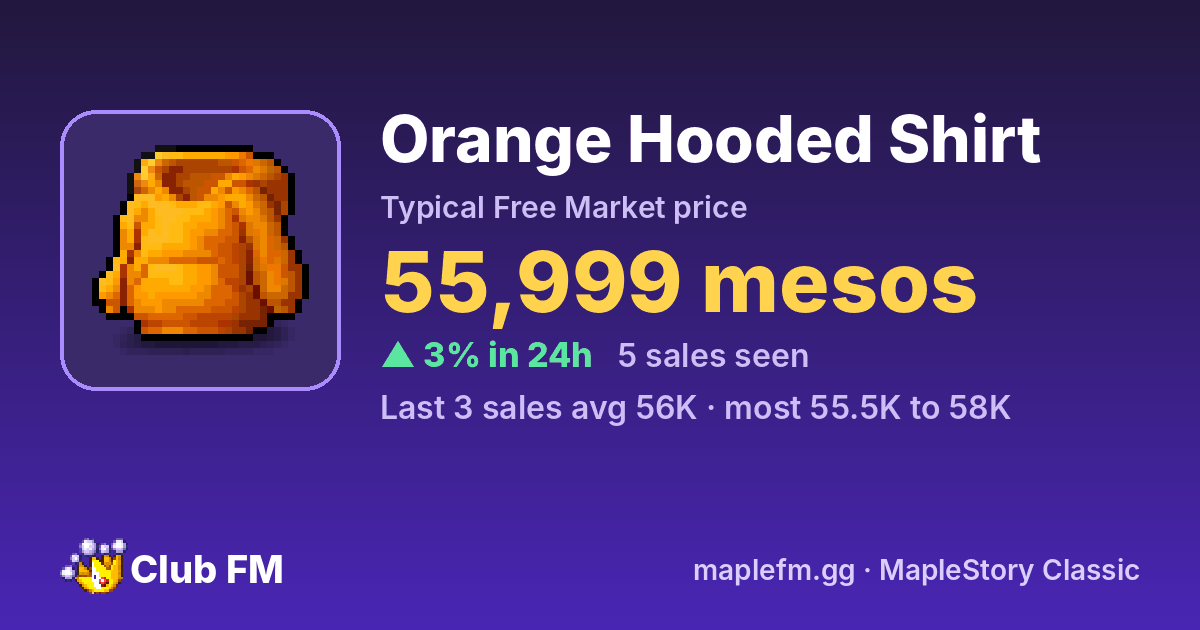 Orange Hooded Shirt
Typical Free Market price
55,999 mesos
▲ 3% in 24h 5 sales seen
Last 3 sales avg 56K · most 55.5K to 58K
Club FM
maplefm.gg · MapleStory Classic